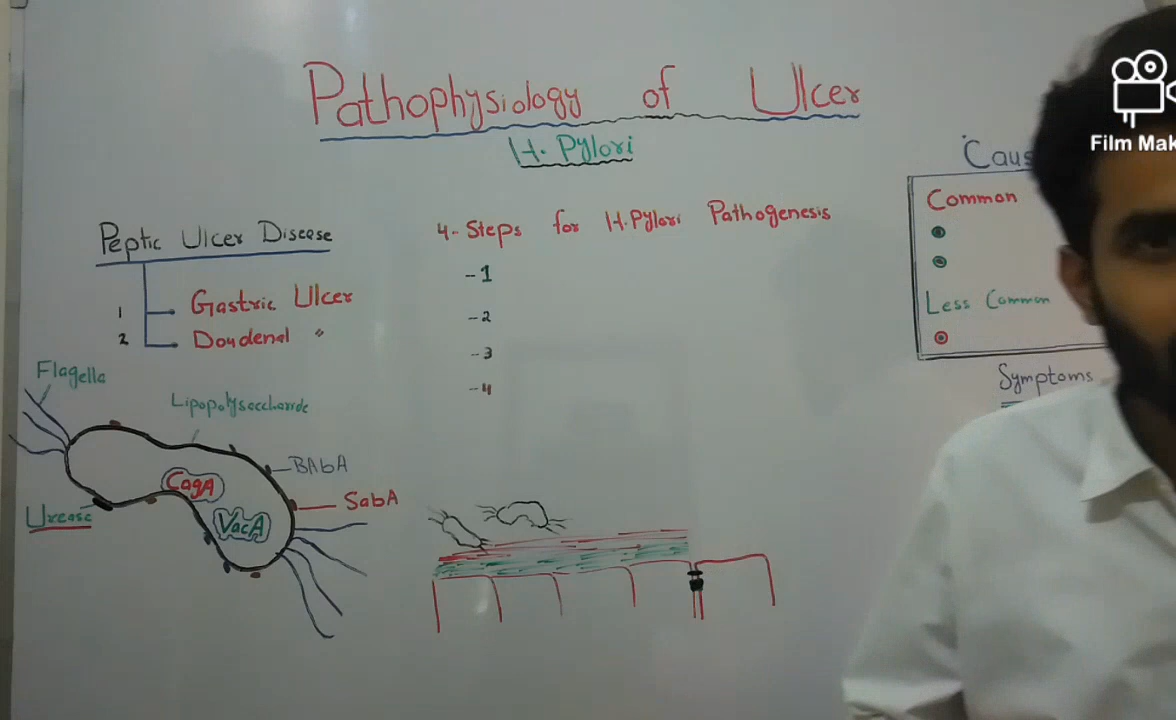 Pathophysiology of Ulcer
H. Pylori
Peptic Ulcer Disease
1 Gastric Ulcer
2 Doudenal "
4- Steps for H.Pylori Pathogenesis
-1
-2
-3
-4
Caus
Common
Less Common
Symptoms
Flagella
Lipopolysaccharide
BAbA
SabA
CagA
VacA
Urease
Film Mak